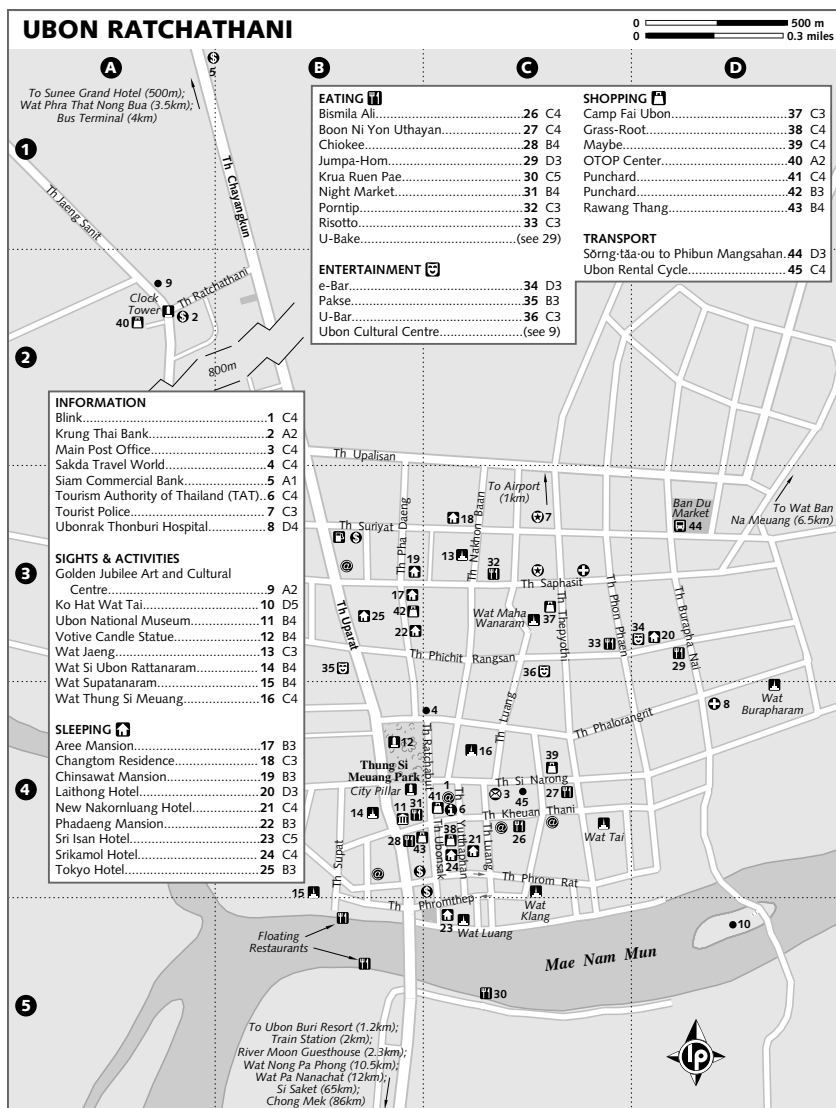 UBON RATCHATHANI
0 500 m
0 0.3 miles
A
B
C
D
1
2
3
4
5
To Sunee Grand Hotel (500m);
Wat Phra That Nong Bua (3.5km);
Bus Terminal (4km)
5
Th Chayangkun
Th Jaeng Sanit
9
Clock
Tower
Th Ratchathani
40
2
800m
EATING
Bismila Ali 26 C4
Boon Ni Yon Uthayan 27 C4
Chiokee 28 B4
Jumpa-Hom 29 D3
Krua Ruen Pae 30 C5
Night Market 31 B4
Porntip 32 C3
Risotto 33 C3
U-Bake (see 29)
ENTERTAINMENT
e-Bar 34 D3
Pakse 35 B3
U-Bar 36 C3
Ubon Cultural Centre (see 9)
SHOPPING
Camp Fai Ubon 37 C3
Grass-Root 38 C4
Maybe 39 C4
OTOP Center 40 A2
Punchard 41 C4
Punchard 42 B3
Rawang Thang 43 B4
TRANSPORT
Sŏrng-tăa-ou to Phibun Mangsahan. 44 D3
Ubon Rental Cycle 45 C4
INFORMATION
Blink 1 C4
Krung Thai Bank 2 A2
Main Post Office 3 C4
Sakda Travel World 4 C4
Siam Commercial Bank 5 A1
Tourism Authority of Thailand (TAT) 6 C4
Tourist Police 7 C3
Ubonrak Thonburi Hospital 8 D4
SIGHTS & ACTIVITIES
Golden Jubilee Art and Cultural
Centre 9 A2
Ko Hat Wat Tai 10 D5
Ubon National Museum 11 B4
Votive Candle Statue 12 B4
Wat Jaeng 13 C3
Wat Si Ubon Rattanaram 14 B4
Wat Supatanaram 15 B4
Wat Thung Si Meuang 16 C4
SLEEPING
Aree Mansion 17 B3
Changtom Residence 18 C3
Chinsawat Mansion 19 B3
Laithong Hotel 20 D3
New Nakornluang Hotel 21 C4
Phadaeng Mansion 22 B3
Sri Isan Hotel 23 C5
Srikamol Hotel 24 C4
Tokyo Hotel 25 B3
Th Upalisan
To Airport
(1km)
Ban Du
Market
44
To Wat Ban
Na Meuang (6.5km)
Th Suriyat
Th Pha Daeng
18
Th Nakhon Baan
7
19
13
32
Th Saphasit
17
42
25
22
Th Uparat
Wat Maha
Wanaram
37
Th Thepyothi
Th Phon Phaen
Th Burapha Nai
33
34
20
29
35
Th Phichit Rangsan
36
4
Th Luang
Th Phalorangrit
8
Wat
Burapharam
12
Th Ratchabut
16
39
Thung Si
Meuang Park
City Pillar
Th Si Narong
1
41
31
11
14
6
3
45
27
Th Kheuan Thani
26
Wat Tai
28
43
38
24
21
Th Ubonsak
Th Yutthaphan
Th Luang
Th Supat
15
Th Phrom Rat
Th Phromthep
Wat
Klang
23
Wat Luang
Floating
Restaurants
10
Mae Nam Mun
30
To Ubon Buri Resort (1.2km);
Train Station (2km);
River Moon Guesthouse (2.3km);
Wat Nong Pa Phong (10.5km);
Wat Pa Nanachat (12km);
Si Saket (65km);
Chong Mek (86km)
lp